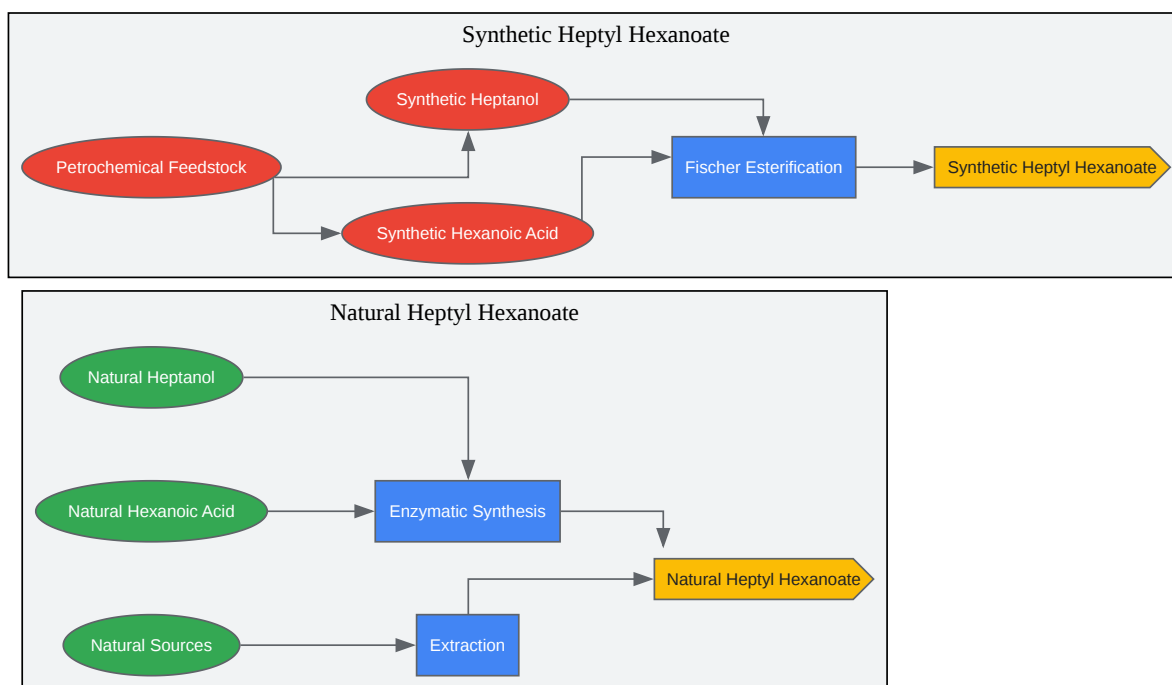 Synthetic Heptyl Hexanoate
Synthetic Heptanol
Petrochemical Feedstock
Fischer Esterification
Synthetic Heptyl Hexanoate
Synthetic Hexanoic Acid
Natural Heptyl Hexanoate
Natural Heptanol
Natural Hexanoic Acid
Enzymatic Synthesis
Natural Heptyl Hexanoate
Natural Sources
Extraction